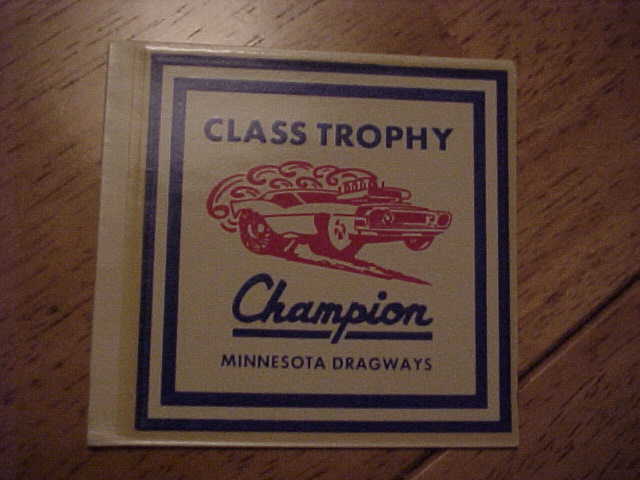 CLASS TROPHY
Champion
MINNESOTA DRAGWAYS